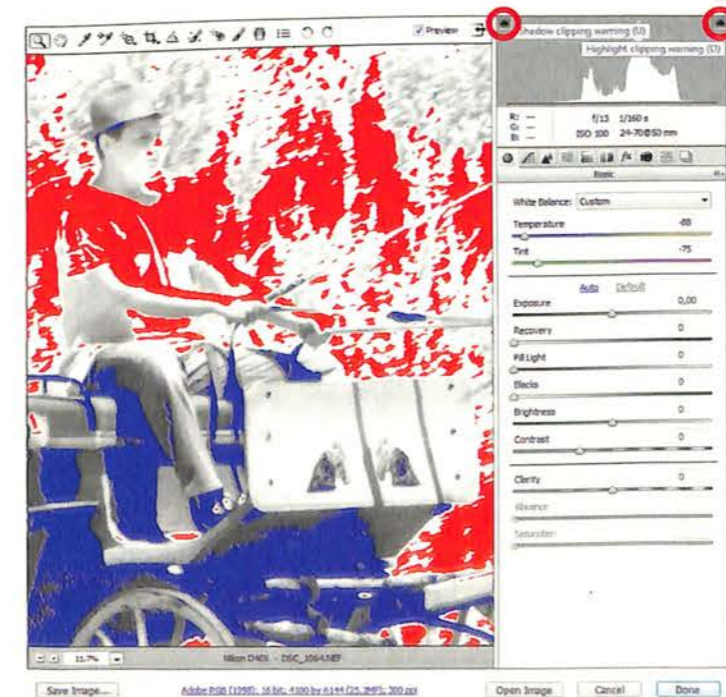 Preview
Shadow clipping warning (U)
Highlight clipping warning (O)
R: --- f/13 1/160 s
G: ---
B: --- ISO 100 24-70@50 mm
Basic
White Balance: Custom
Temperature -88
Tint -75
Auto Default
Exposure 0,00
Recovery 0
Fill Light 0
Blacks 0
Brightness 0
Contrast 0
Clarity 0
Vibrance
Saturation
11,7% Nikon D40X - DSC_1064.NEF
Save Image... Adobe RGB (1998); 16 bit; 4100 by 6144 (25,2MP); 300 ppi Open Image Cancel Done